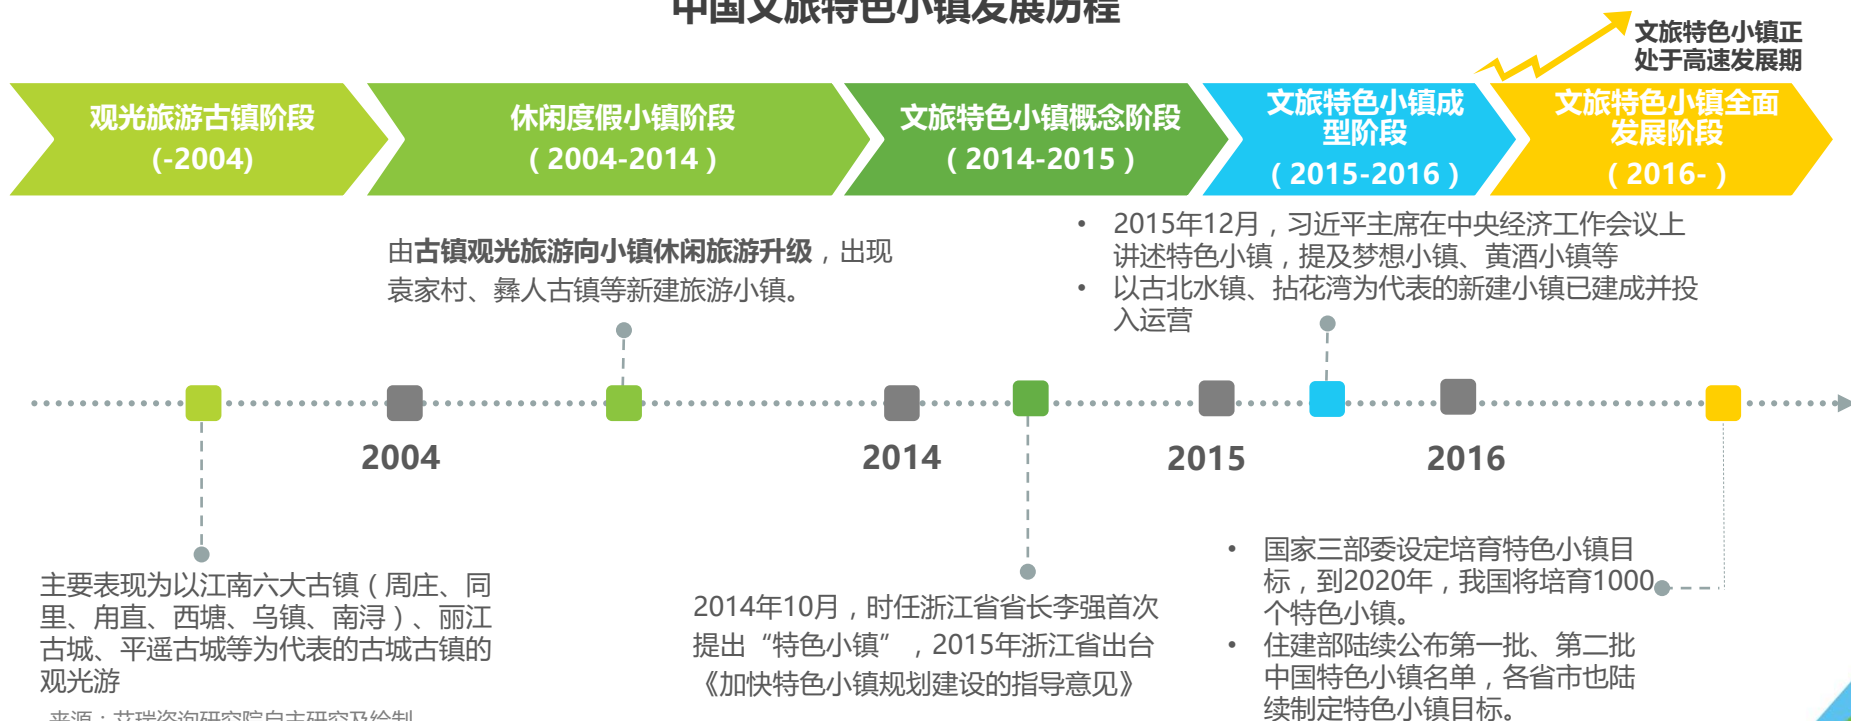 中国文旅特色小镇发展历程
文旅特色小镇正
处于高速发展期
观光旅游古镇阶段
(-2004)
休闲度假小镇阶段
（2004-2014）
文旅特色小镇概念阶段
（2014-2015）
文旅特色小镇成
型阶段
（2015-2016）
文旅特色小镇全面
发展阶段
（2016- ）
由古镇观光旅游向小镇休闲旅游升级，出现
袁家村、彝人古镇等新建旅游小镇。
• 2015年12月，习近平主席在中央经济工作会议上
讲述特色小镇，提及梦想小镇、黄酒小镇等
• 以古北水镇、拈花湾为代表的新建小镇已建成并投
入运营
2004
2014
2015
2016
主要表现为以江南六大古镇（周庄、同
里、甪直、西塘、乌镇、南浔）、丽江
古城、平遥古城等为代表的古城古镇的
观光游
2014年10月，时任浙江省省长李强首次
提出“特色小镇”，2015年浙江省出台
《加快特色小镇规划建设的指导意见》
• 国家三部委设定培育特色小镇目
标，到2020年，我国将培育1000
个特色小镇。
• 住建部陆续公布第一批、第二批
中国特色小镇名单，各省市也陆
续制定特色小镇目标。
来源：艾瑞咨询研究院自主研究及绘制